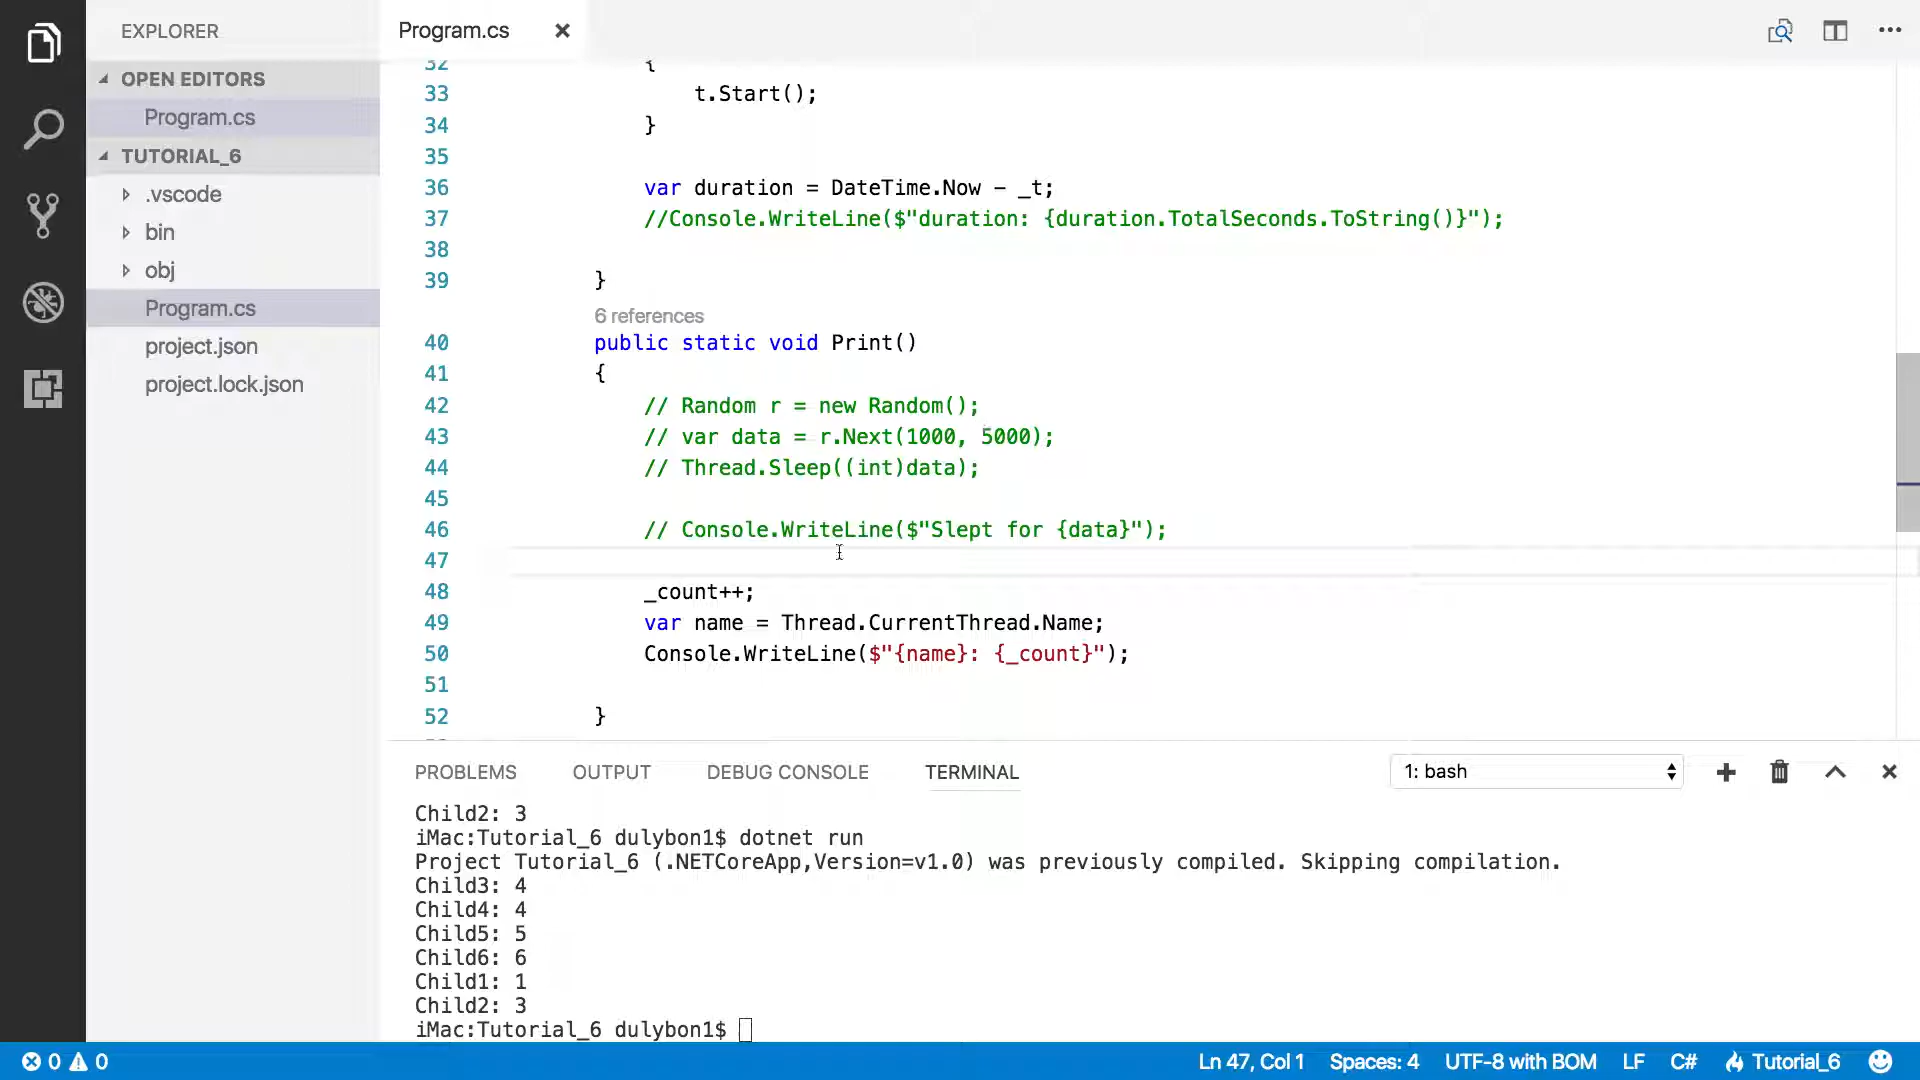 EXPLORER
OPEN EDITORS
Program.cs
TUTORIAL_6
.vscode
bin
obj
Program.cs
project.json
project.lock.json
Program.cs
32 {
33 t.Start();
34 }
35
36 var duration = DateTime.Now - _t;
37 //Console.WriteLine($"duration: {duration.TotalSeconds.ToString()}");
38
39 }
6 references
40 public static void Print()
41 {
42 // Random r = new Random();
43 // var data = r.Next(1000, 5000);
44 // Thread.Sleep((int)data);
45
46 // Console.WriteLine($"Slept for {data}");
47
48 _count++;
49 var name = Thread.CurrentThread.Name;
50 Console.WriteLine($"{name}: {_count}");
51
52 }
PROBLEMS OUTPUT DEBUG CONSOLE TERMINAL 1: bash
Child2: 3
iMac:Tutorial_6 dulybon1$ dotnet run
Project Tutorial_6 (.NETCoreApp,Version=v1.0) was previously compiled. Skipping compilation.
Child3: 4
Child4: 4
Child5: 5
Child6: 6
Child1: 1
Child2: 3
iMac:Tutorial_6 dulybon1$
0 0 Ln 47, Col 1 Spaces: 4 UTF-8 with BOM LF C# Tutorial_6